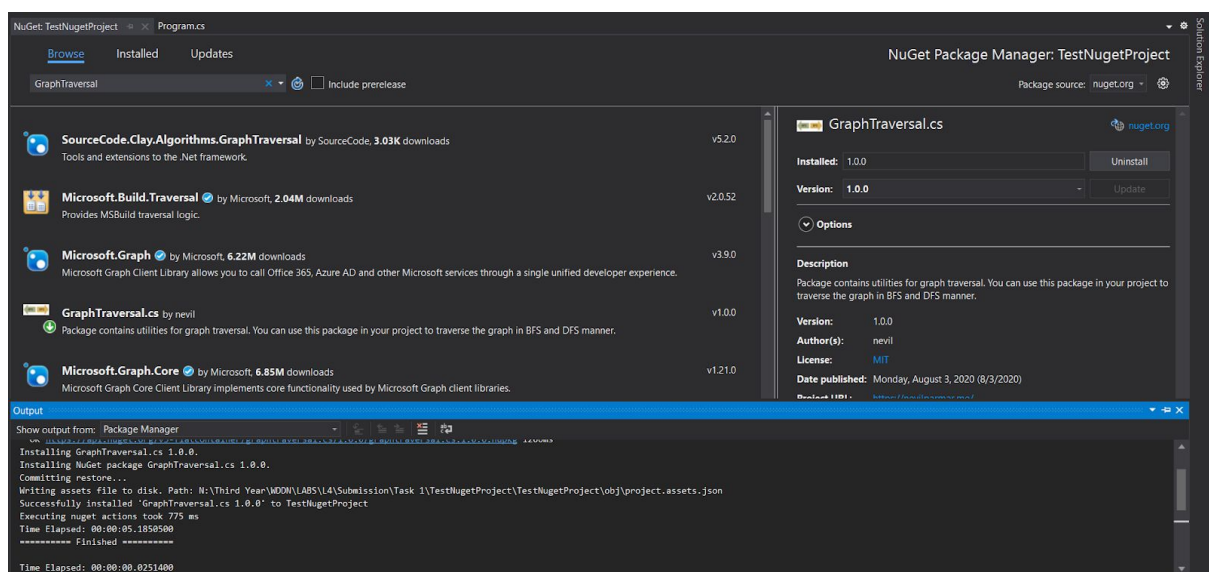 NuGet: TestNugetProject
Program.cs
Solution Explorer
Browse Installed Updates
NuGet Package Manager: TestNugetProject
GraphTraversal
Include prerelease
Package source: nuget.org
SourceCode.Clay.Algorithms.GraphTraversal by SourceCode, 3.03K downloads v5.2.0
Tools and extensions to the .Net framework.
Microsoft.Build.Traversal by Microsoft, 2.04M downloads v2.0.52
Provides MSBuild traversal logic.
Microsoft.Graph by Microsoft, 6.22M downloads v3.9.0
Microsoft Graph Client Library allows you to call Office 365, Azure AD and other Microsoft services through a single unified developer experience.
GraphTraversal.cs by nevil v1.0.0
Package contains utilities for graph traversal. You can use this package in your project to traverse the graph in BFS and DFS manner.
Microsoft.Graph.Core by Microsoft, 6.85M downloads v1.21.0
Microsoft Graph Core Client Library implements core functionality used by Microsoft Graph client libraries.
GraphTraversal.cs nuget.org
Installed: 1.0.0 Uninstall
Version: 1.0.0 Update
Options
Description
Package contains utilities for graph traversal. You can use this package in your project to
traverse the graph in BFS and DFS manner.
Version: 1.0.0
Author(s): nevil
License: MIT
Date published: Monday, August 3, 2020 (8/3/2020)
Project URL: https://nevilparmar.me/
Output
Show output from: Package Manager
Installing GraphTraversal.cs 1.0.0.
Installing NuGet package GraphTraversal.cs 1.0.0.
Committing restore...
Writing assets file to disk. Path: N:\Third Year\WDDN\LABS\L4\Submission\Task 1\TestNugetProject\TestNugetProject\obj\project.assets.json
Successfully installed 'GraphTraversal.cs 1.0.0' to TestNugetProject
Executing nuget actions took 775 ms
Time Elapsed: 00:00:05.1850500
========== Finished ==========
Time Elapsed: 00:00:00.0251400